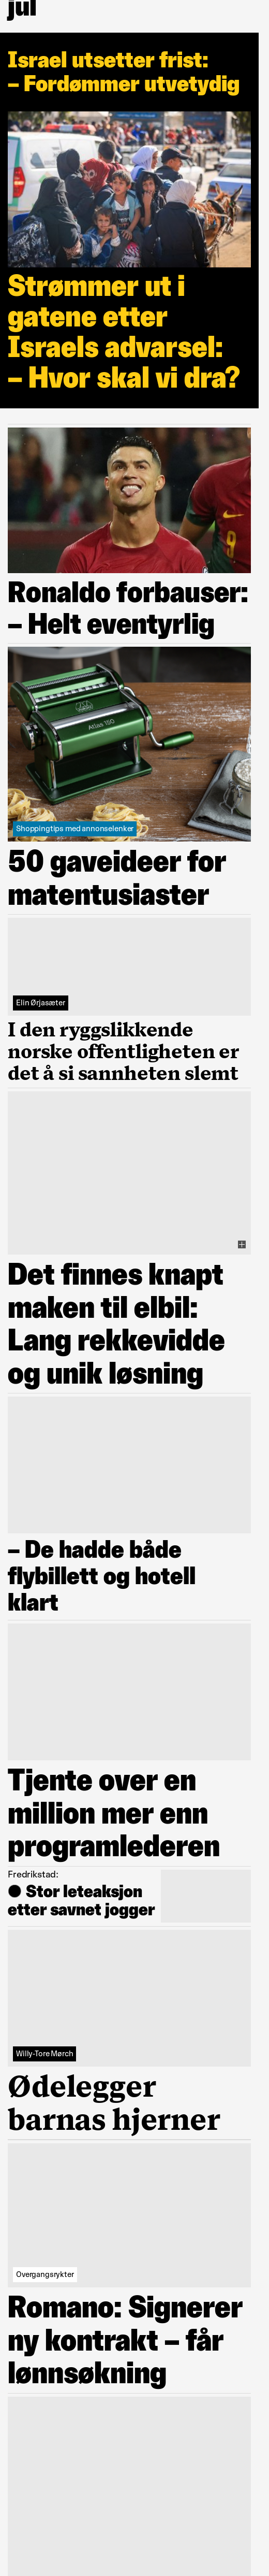 jul
Israel utsetter frist:
– Fordømmer utvetydig
Strømmer ut i
gatene etter
Israels advarsel:
– Hvor skal vi dra?
Ronaldo forbauser:
– Helt eventyrlig
Atlas 150
Shoppingtips med annonselenker
50 gaveideer for
matentusiaster
Elin Ørjasæter
I den ryggslikkende
norske offentligheten er
det å si sannheten slemt
Det finnes knapt
maken til elbil:
Lang rekkevidde
og unik løsning
– De hadde både
flybillett og hotell
klart
Tjente over en
million mer enn
programlederen
Fredrikstad:
● Stor leteaksjon
etter savnet jogger
Willy-Tore Mørch
Ødelegger
barnas hjerner
Overgangsrykter
Romano: Signerer
ny kontrakt – får
lønnsøkning